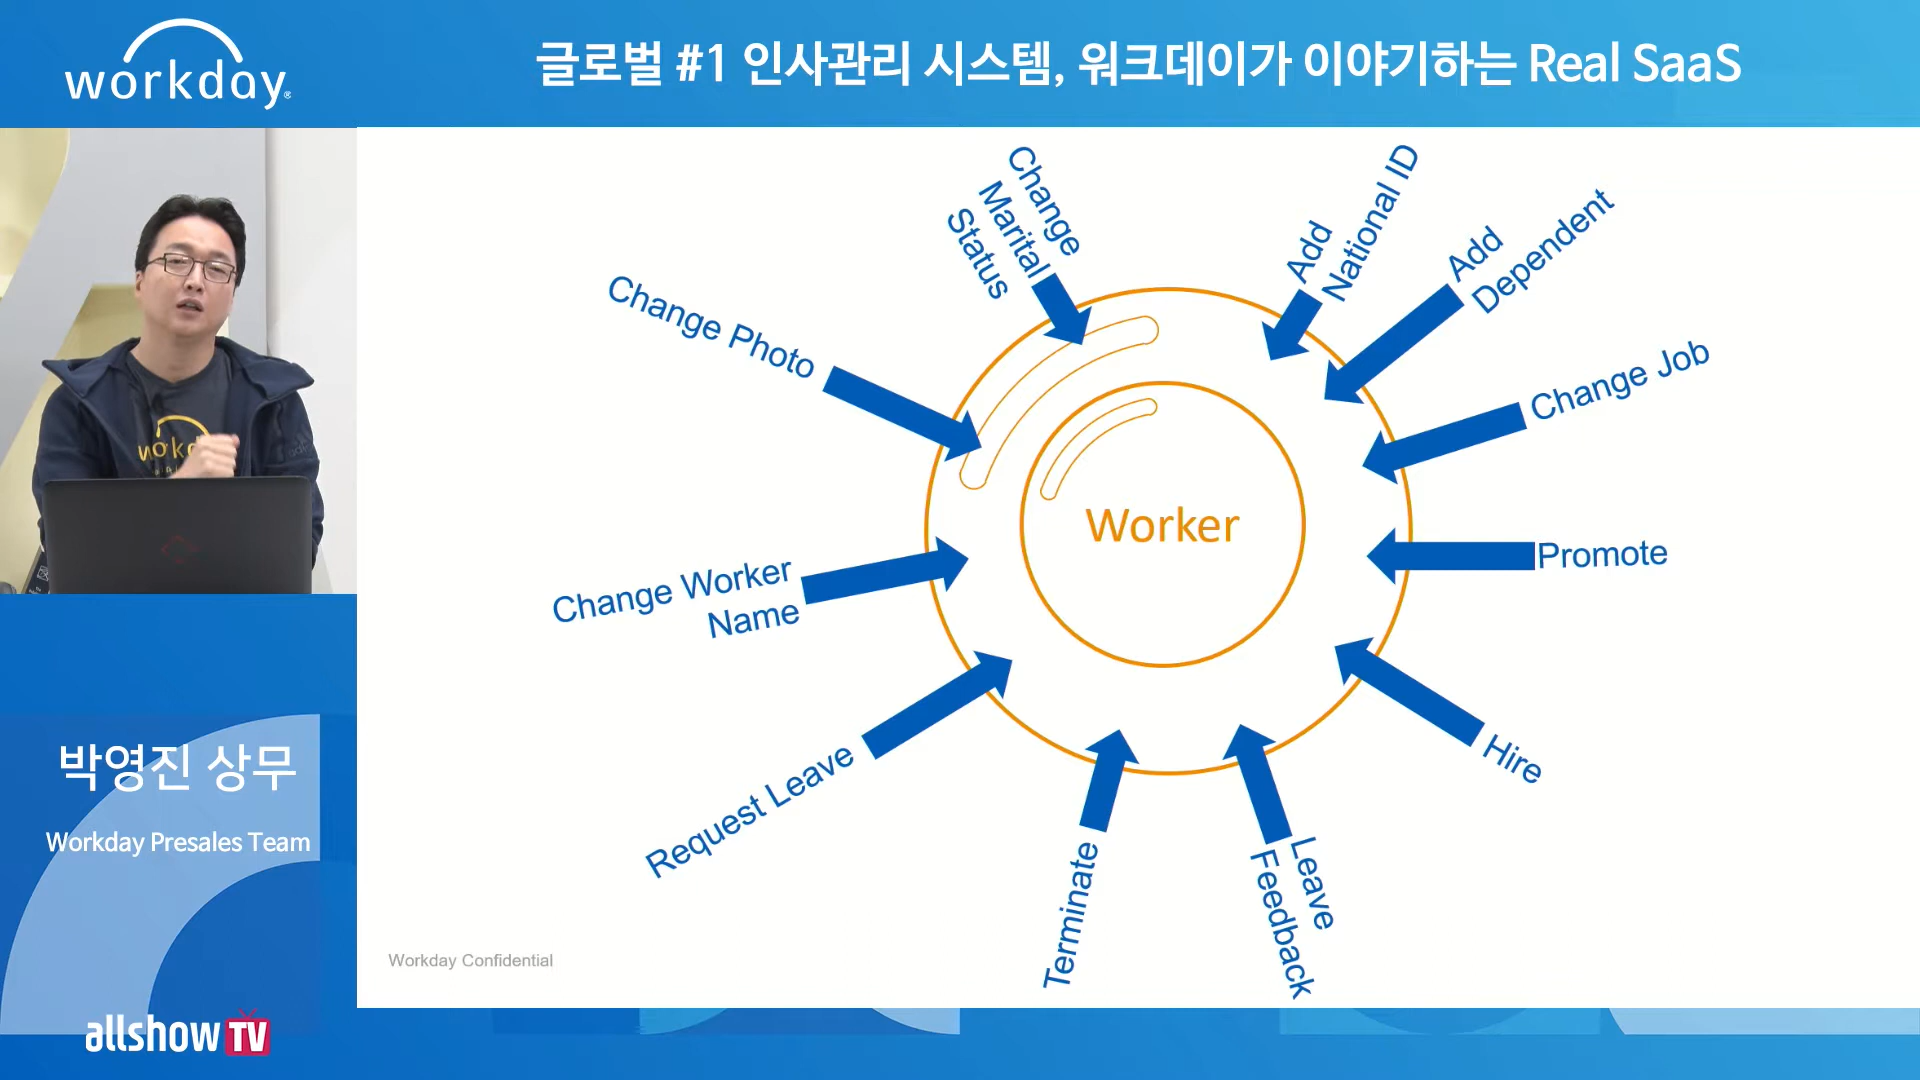 workday®
글로벌 #1 인사관리 시스템, 워크데이가 이야기하는 Real SaaS
Change
Marital
Status
Add
National ID
Add
Dependent
Change Photo
Change Job
Worker
Promote
Change Worker
Name
Request Leave
Hire
Terminate
Leave
Feedback
Workday Confidential
박영진 상무
Workday Presales Team
allshow TV